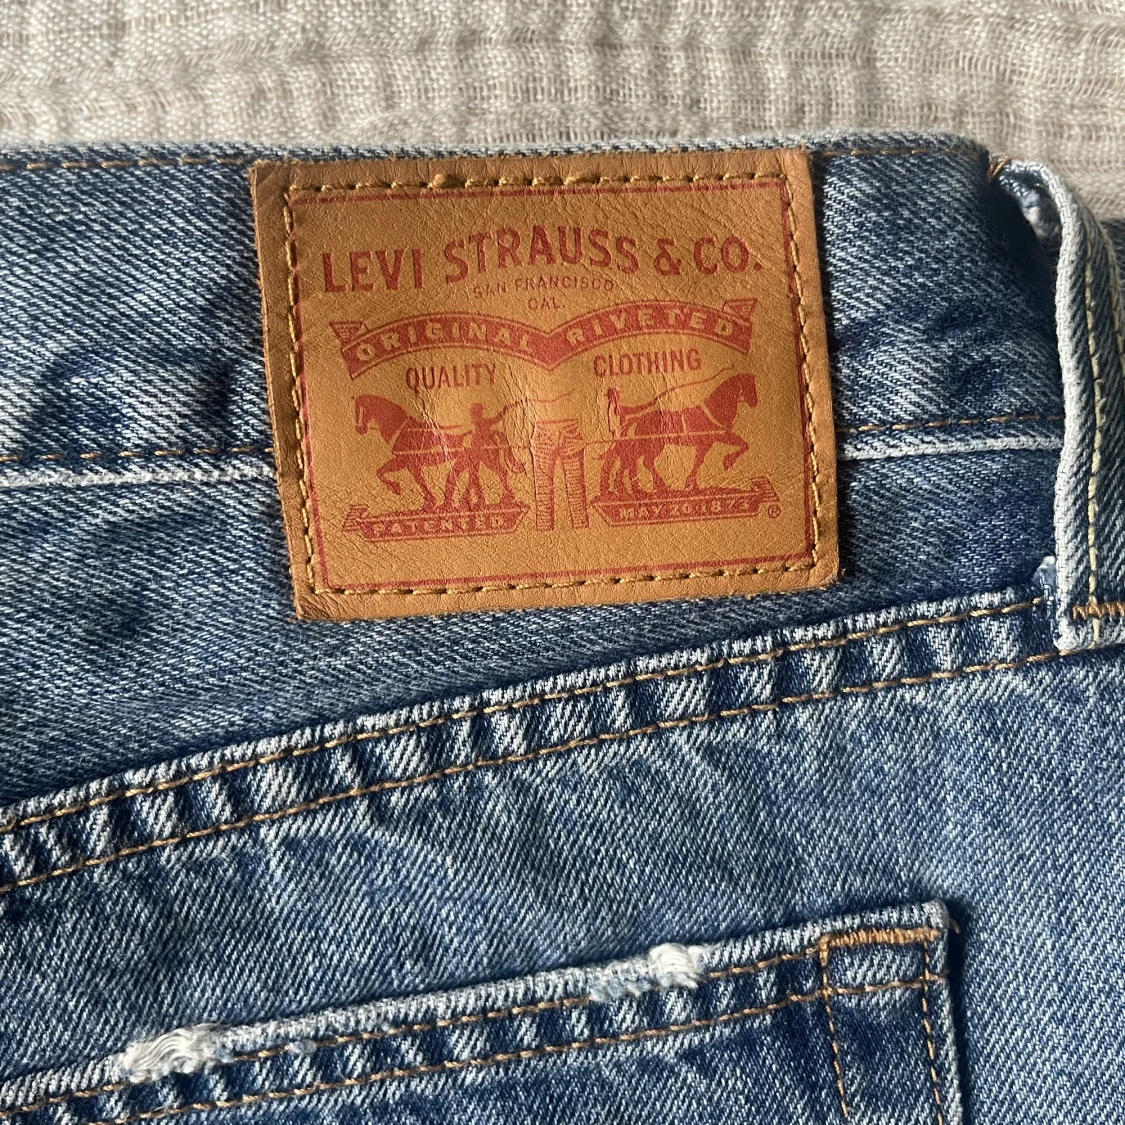 LEVI STRAUSS & CO.
SAN FRANCISCO
CAL.
ORIGINAL RIVETED
QUALITY CLOTHING
PATENTED MAY 20 1873 ®